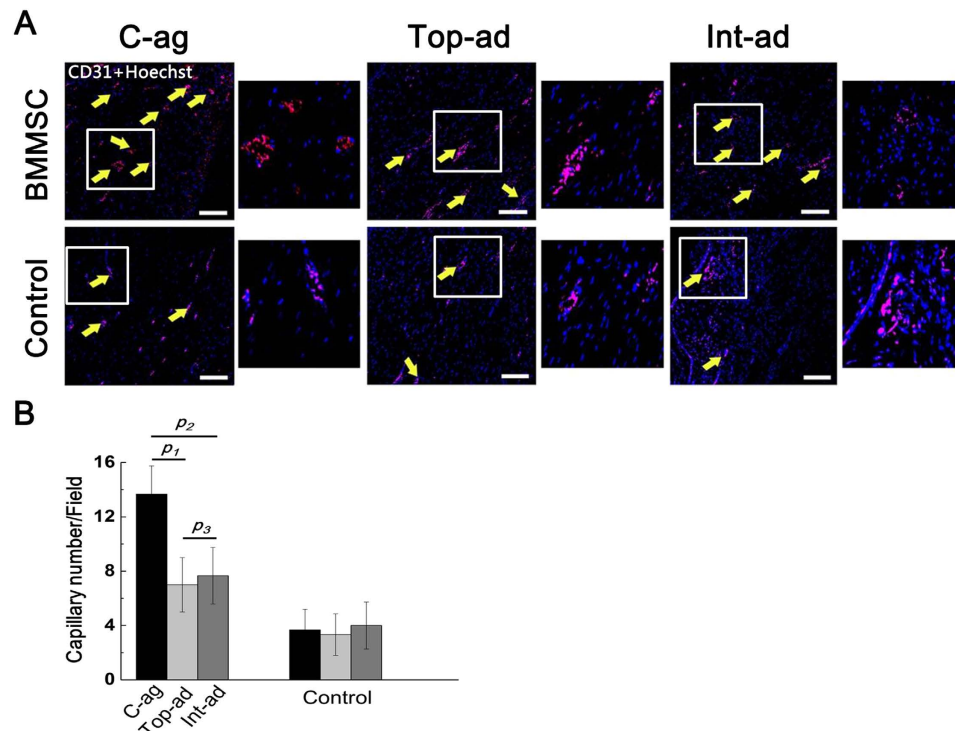 A
C-ag Top-ad Int-ad
CD31+Hoechst
BMMSC
Control
B
p2
p1
p3
Capillary number/Field
16
12
8
4
0
C-ag Top-ad Int-ad
Control